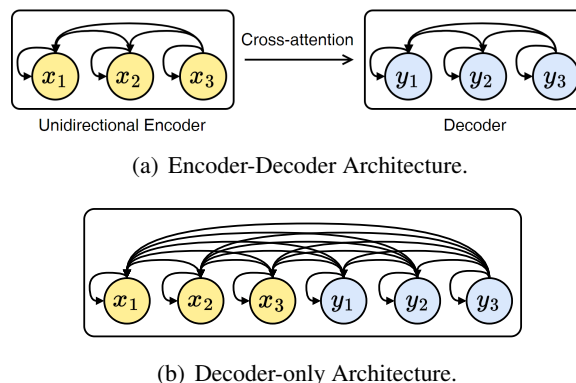 Cross-attention
x₁ x₂ x₃ y₁ y₂ y₃
Unidirectional Encoder Decoder
(a) Encoder-Decoder Architecture.
x₁ x₂ x₃ y₁ y₂ y₃
(b) Decoder-only Architecture.